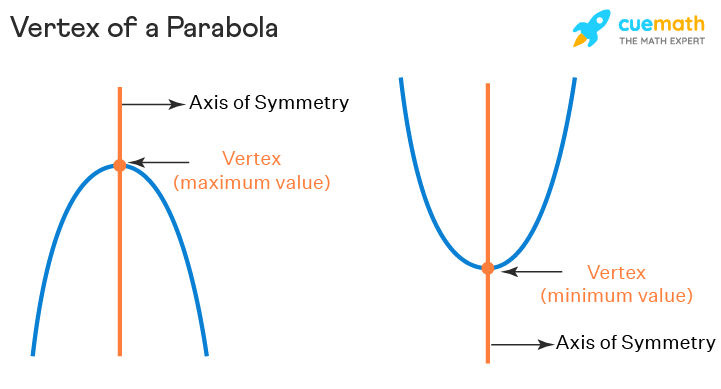 Vertex of a Parabola
cuemath
THE MATH EXPERT
Axis of Symmetry
Vertex
(maximum value)
Vertex
(minimum value)
Axis of Symmetry